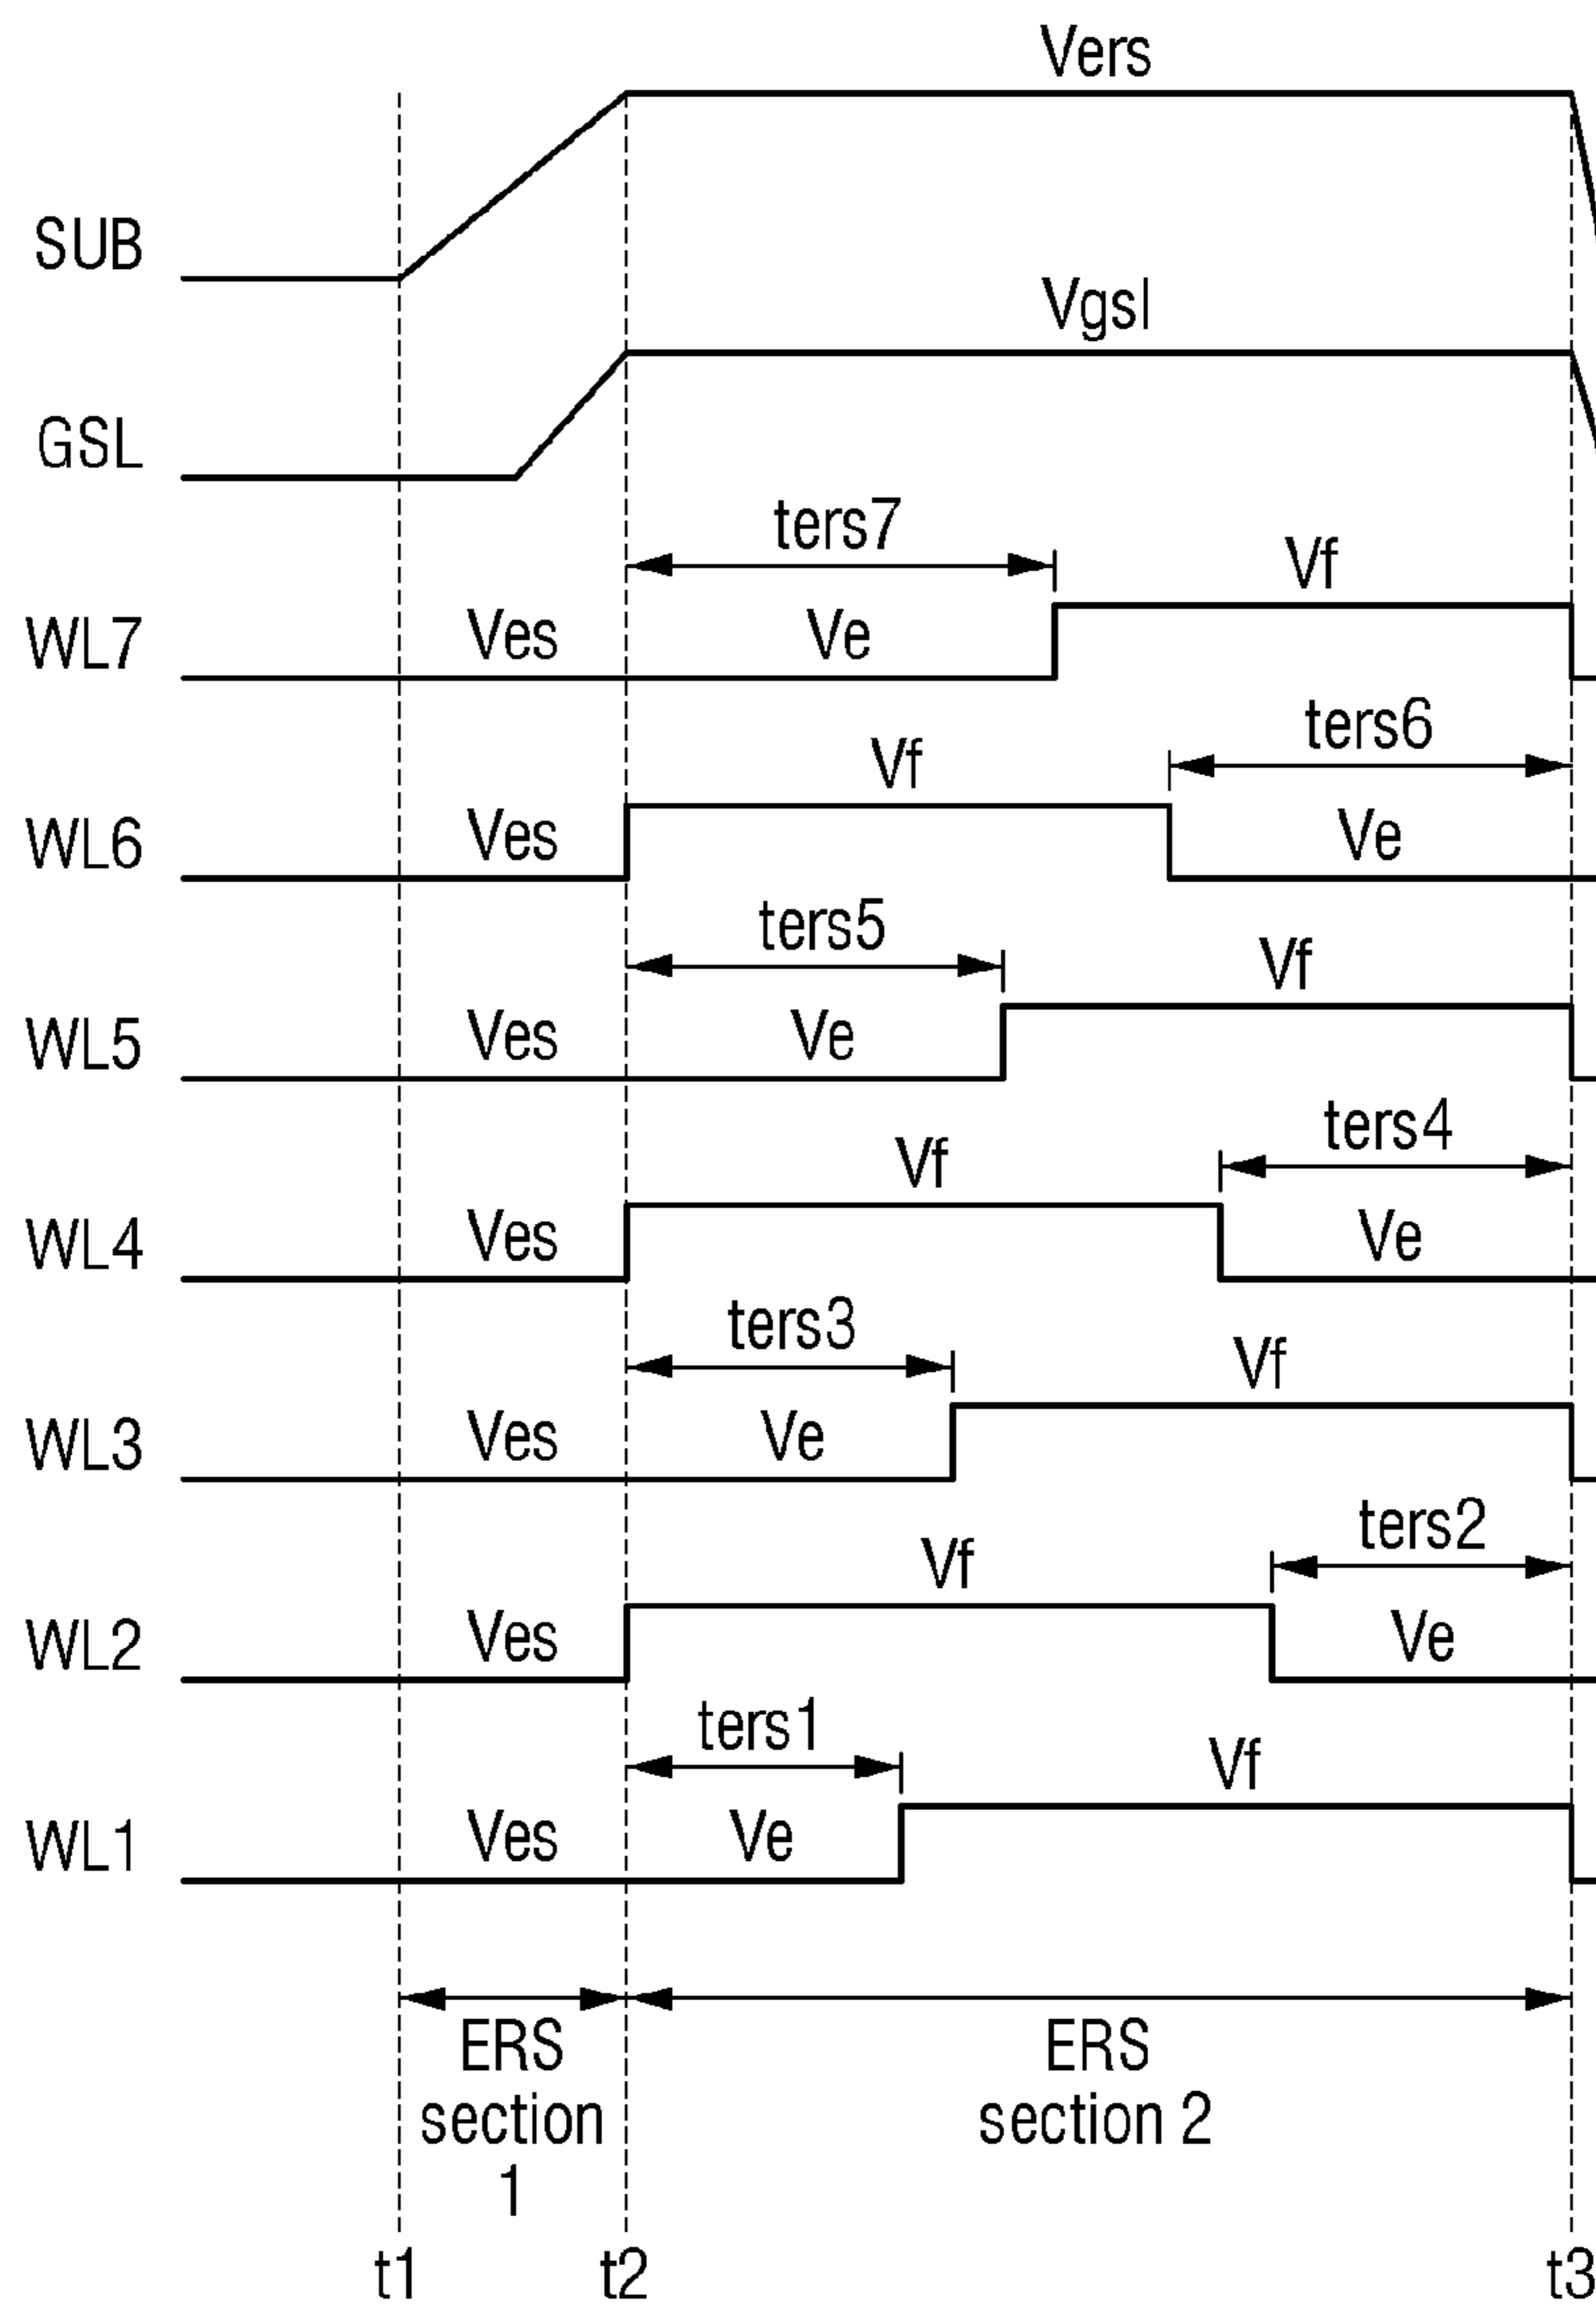 Vers
SUB
Vgsl
GSL
ters7
Vf
WL7 Ves Ve
ters6
Vf
WL6 Ves Ve
ters5
Vf
WL5 Ves Ve
ters4
Vf
WL4 Ves Ve
ters3
Vf
WL3 Ves Ve
ters2
Vf
WL2 Ves Ve
ters1
Vf
WL1 Ves Ve
ERS
section
1
ERS
section 2
t1 t2 t3